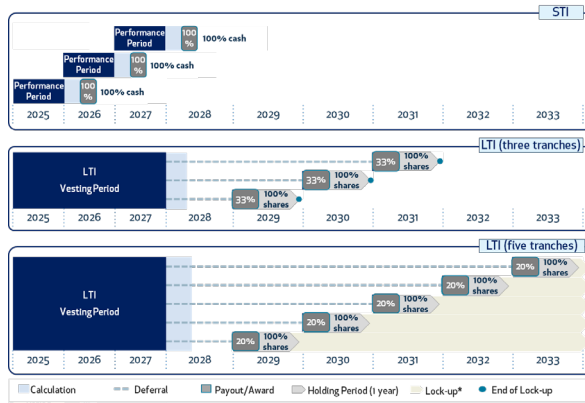 STI
Performance
Period
100
%
100% cash
Performance
Period
100
%
100% cash
Performance
Period
100
%
100% cash
2025 2026 2027 2028 2029 2030 2031 2032 2033
LTI (three tranches)
LTI
Vesting Period
33% 100%
shares
33% 100%
shares
33% 100%
shares
2025 2026 2027 2028 2029 2030 2031 2032 2033
LTI (five tranches)
LTI
Vesting Period
20% 100%
shares
20% 100%
shares
20% 100%
shares
20% 100%
shares
20% 100%
shares
2025 2026 2027 2028 2029 2030 2031 2032 2033
Calculation Deferral Payout/Award Holding Period (1 year) Lock-up* End of Lock-up